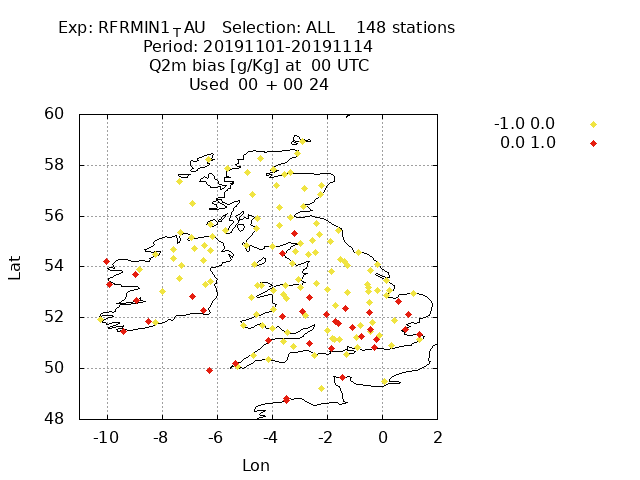 Exp: RFRMIN1_TAU   Selection: ALL    148 stations
Period: 20191101-20191114
Q2m bias [g/Kg] at  00 UTC
Used  00 + 00 24
-1.0 0.0
0.0 1.0
60
58
56
54
52
50
48
Lat
-10 -8 -6 -4 -2 0 2
Lon